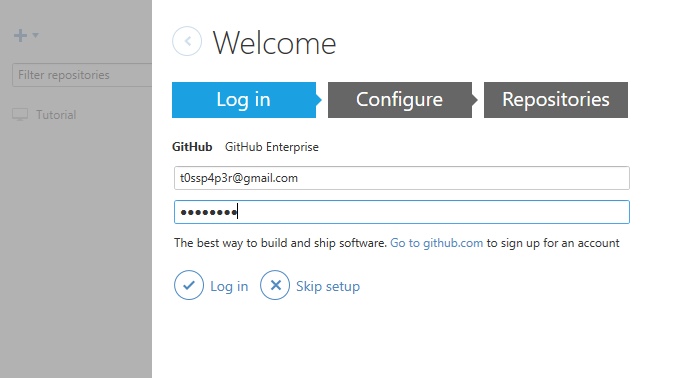 Welcome
Filter repositories
Tutorial
Log in
Configure
Repositories
GitHub GitHub Enterprise
t0ssp4p3r@gmail.com
●●●●●●●●
The best way to build and ship software. Go to github.com to sign up for an account
Log in
Skip setup